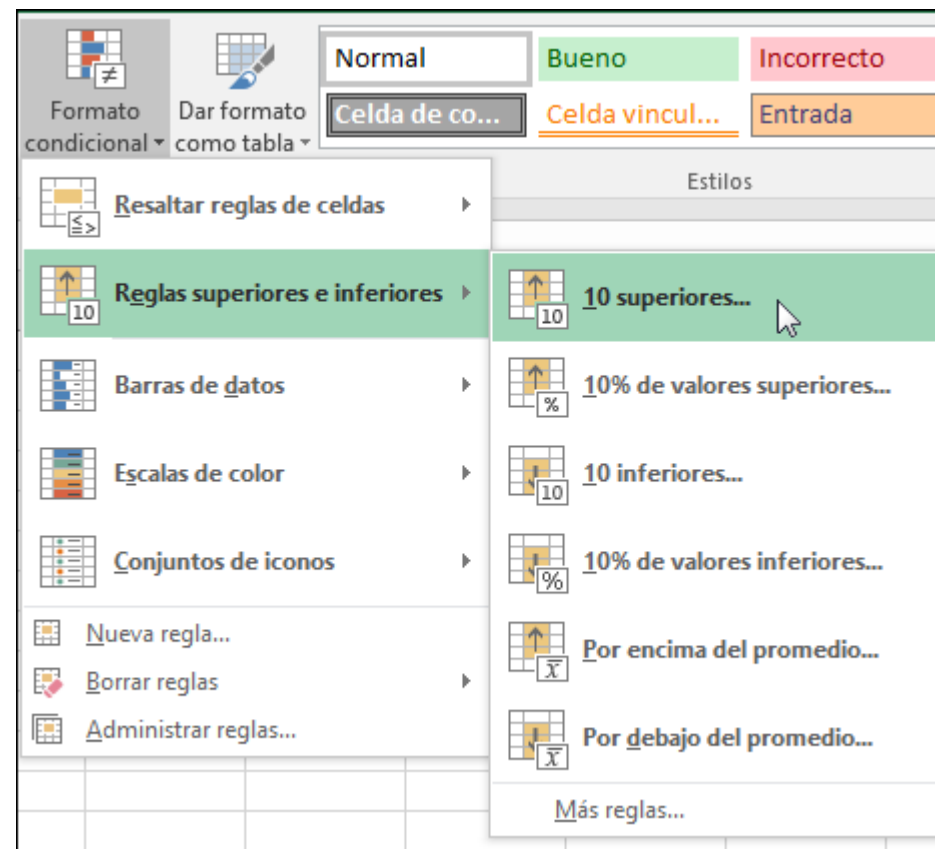 Normal
Bueno
Incorrecto
Formato
condicional
Dar formato
como tabla
Celda de co...
Celda vincul...
Entrada
Estilos
Resaltar reglas de celdas
Reglas superiores e inferiores
10
Barras de datos
Escalas de color
Conjuntos de iconos
Nueva regla...
Borrar reglas
Administrar reglas...
10 superiores...
10
10% de valores superiores...
%
10 inferiores...
10
10% de valores inferiores...
%
Por encima del promedio...
x̅
Por debajo del promedio...
x̅
Más reglas...